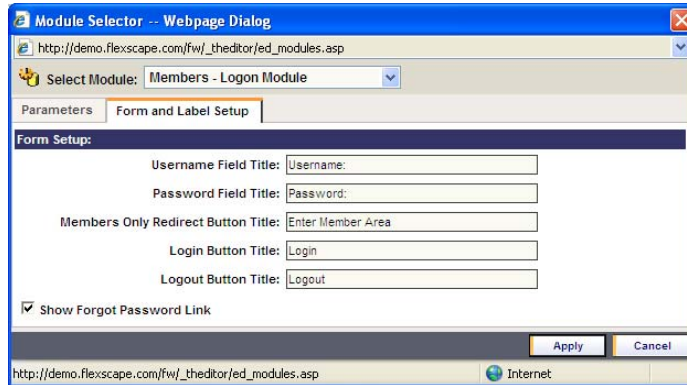 Module Selector -- Webpage Dialog
http://demo.flexscape.com/fw/_theditor/ed_modules.asp
Select Module: Members - Logon Module
Parameters Form and Label Setup
Form Setup:
Username Field Title: Username:
Password Field Title: Password:
Members Only Redirect Button Title: Enter Member Area
Login Button Title: Login
Logout Button Title: Logout
Show Forgot Password Link
Apply Cancel
http://demo.flexscape.com/fw/_theditor/ed_modules.asp Internet